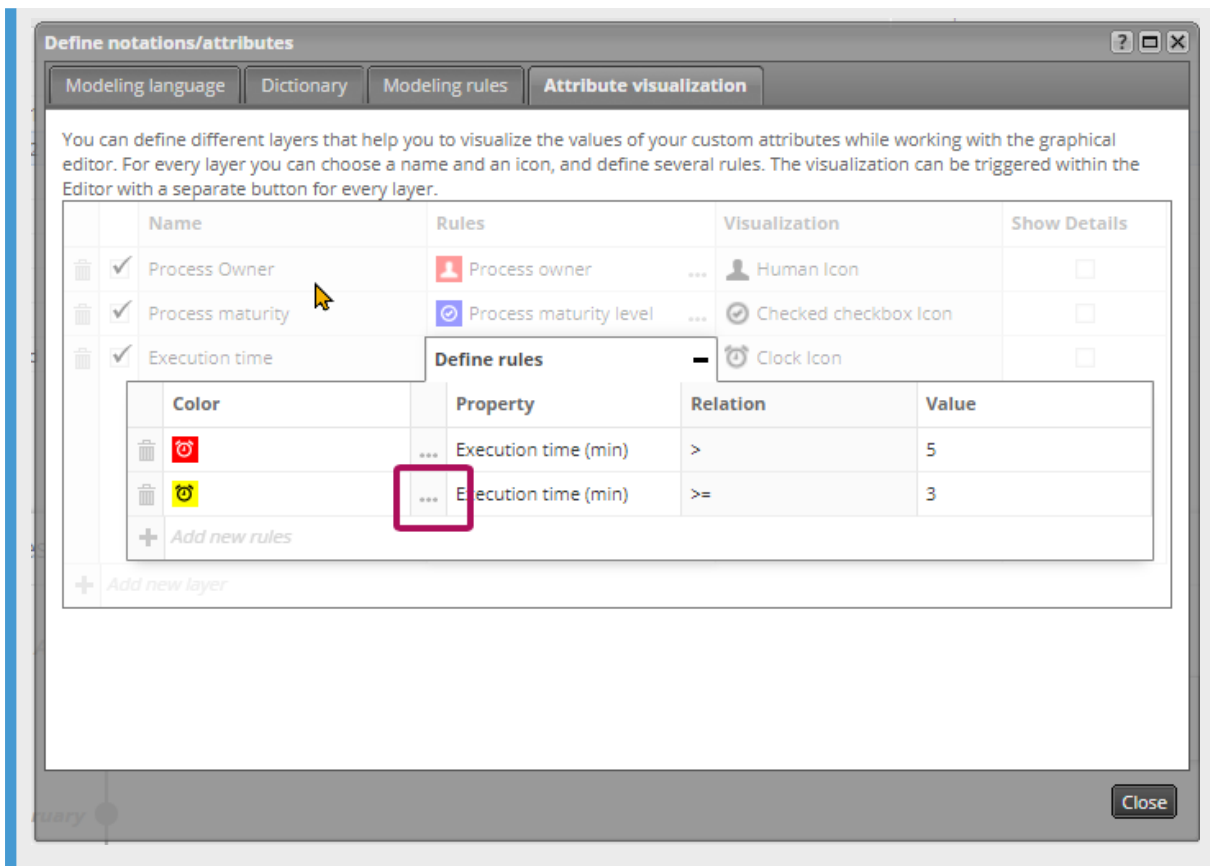 Define notations/attributes
?
Modeling language Dictionary Modeling rules Attribute visualization
You can define different layers that help you to visualize the values of your custom attributes while working with the graphical
editor. For every layer you can choose a name and an icon, and define several rules. The visualization can be triggered within the
Editor with a separate button for every layer.
Name Rules Visualization Show Details
Process Owner Process owner ... Human Icon
Process maturity Process maturity level ... Checked checkbox Icon
Execution time Define rules Clock Icon
Color Property Relation Value
... Execution time (min) > 5
... Execution time (min) >= 3
Add new rules
Add new layer
Close
ruary